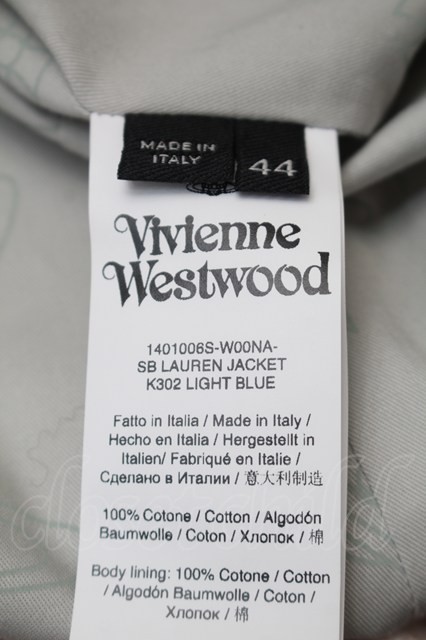 MADE IN
ITALY
44
Vivienne
Westwood
1401006S-W00NA-
SB LAUREN JACKET
K302 LIGHT BLUE
Fatto in Italia / Made in Italy /
Hecho en Italia / Hergestellt in
Italien/ Fabriqué en Italie /
Сделано в Италии / 意大利制造
100% Cotone / Cotton / Algodón
Baumwolle / Coton / Хлопок / 棉
Body lining: 100% Cotone / Cotton
/ Algodón Baumwolle / Coton /
Хлопок / 棉